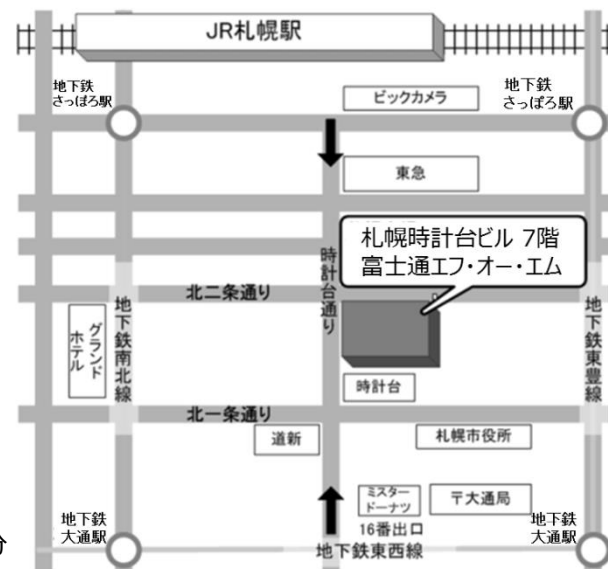 JR札幌駅
地下鉄
さっぽろ駅
ビックカメラ
地下鉄
さっぽろ駅
東急
札幌時計台ビル 7階
富士通エフ・オー・エム
時計台通り
北二条通り
地下鉄南北線
グランド
ホテル
地下鉄東豊線
時計台
北一条通り
道新
札幌市役所
ミスター
ドーナツ
〒大通局
16番出口
地下鉄
大通駅
地下鉄
大通駅
地下鉄東西線
分